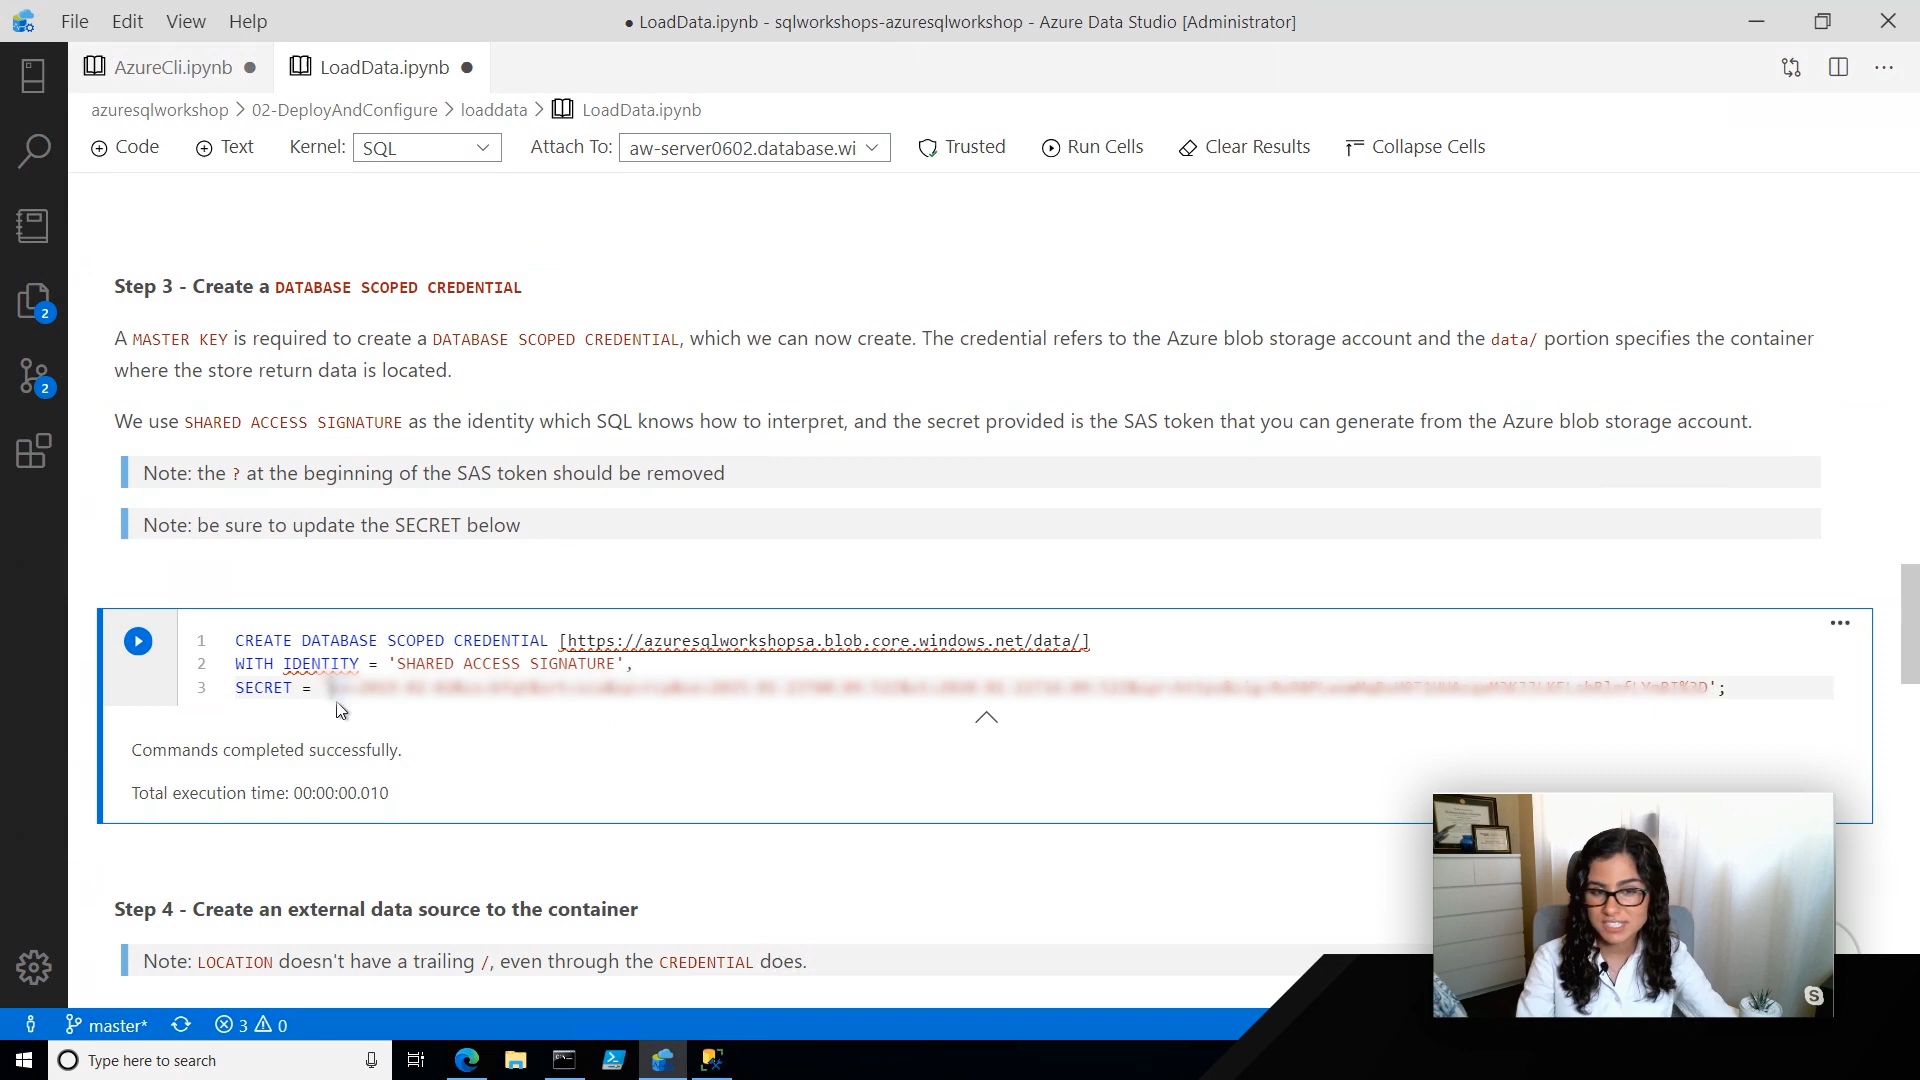 File Edit View Help
● LoadData.ipynb - sqlworkshops-azuresqlworkshop - Azure Data Studio [Administrator]
AzureCli.ipynb ● LoadData.ipynb ●
azuresqlworkshop > 02-DeployAndConfigure > loaddata > LoadData.ipynb
Code Text Kernel: SQL Attach To: aw-server0602.database.wi Trusted Run Cells Clear Results Collapse Cells
2
2
Step 3 - Create a DATABASE SCOPED CREDENTIAL
A MASTER KEY is required to create a DATABASE SCOPED CREDENTIAL, which we can now create. The credential refers to the Azure blob storage account and the data/ portion specifies the container
where the store return data is located.
We use SHARED ACCESS SIGNATURE as the identity which SQL knows how to interpret, and the secret provided is the SAS token that you can generate from the Azure blob storage account.
Note: the ? at the beginning of the SAS token should be removed
Note: be sure to update the SECRET below
1 CREATE DATABASE SCOPED CREDENTIAL [https://azuresqlworkshopsa.blob.core.windows.net/data/]
2 WITH IDENTITY = 'SHARED ACCESS SIGNATURE',
3 SECRET = ';
Commands completed successfully.
Total execution time: 00:00:00.010
Step 4 - Create an external data source to the container
Note: LOCATION doesn't have a trailing /, even through the CREDENTIAL does.
master* 3 0
Type here to search